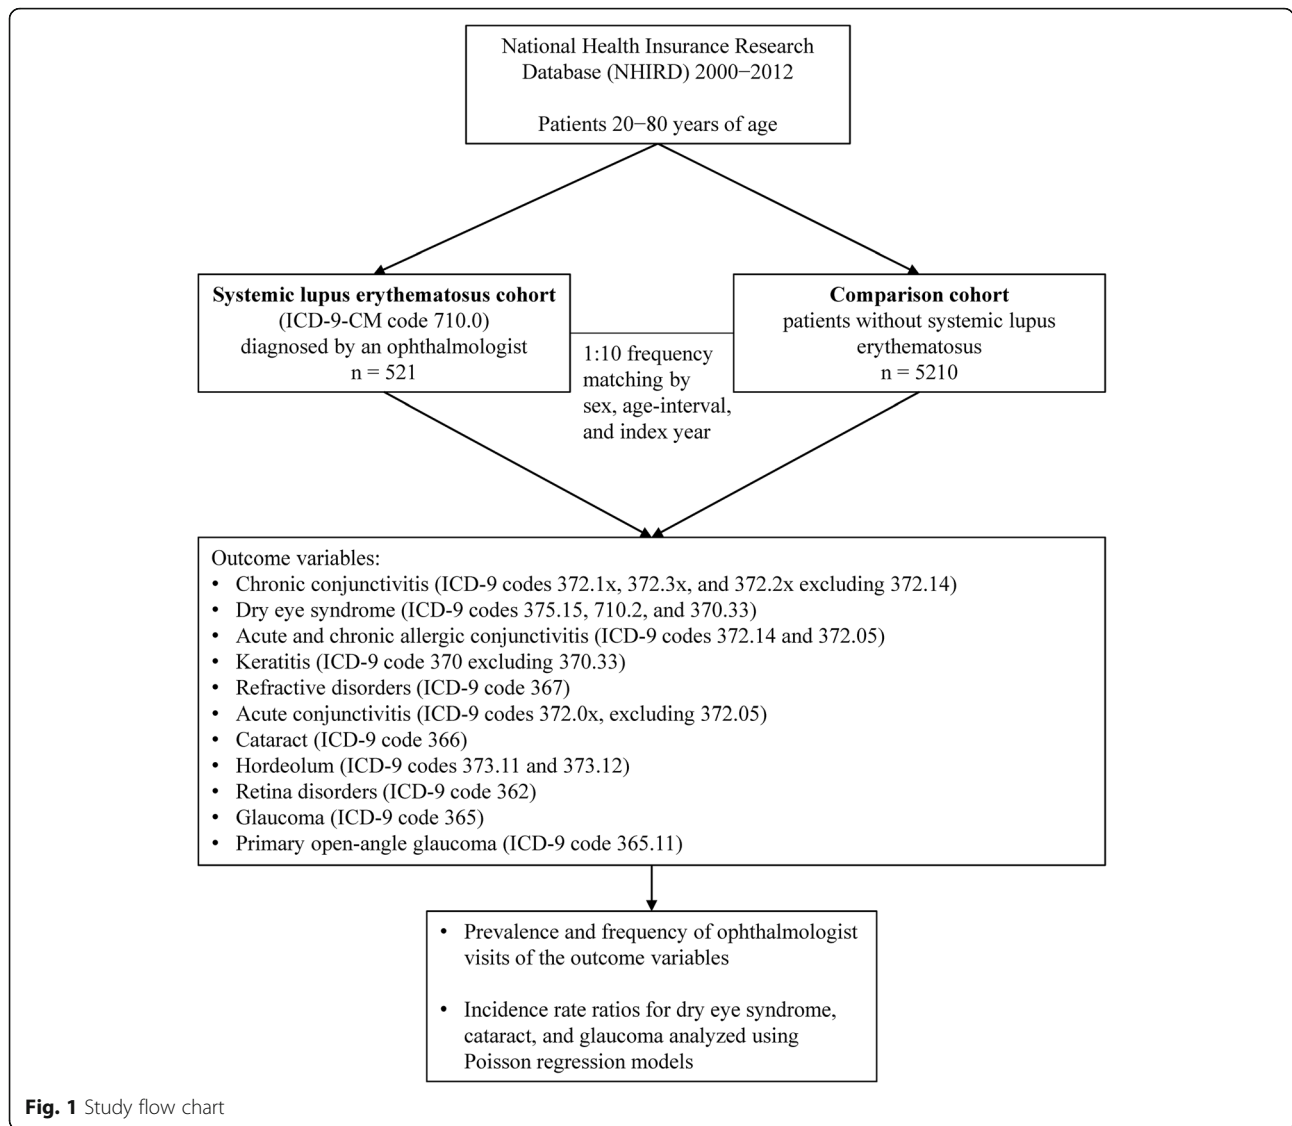 National Health Insurance Research
Database (NHIRD) 2000−2012
Patients 20−80 years of age
Systemic lupus erythematosus cohort
(ICD-9-CM code 710.0)
diagnosed by an ophthalmologist
n = 521
1:10 frequency
matching by
sex, age-interval,
and index year
Comparison cohort
patients without systemic lupus
erythematosus
n = 5210
Outcome variables:
• Chronic conjunctivitis (ICD-9 codes 372.1x, 372.3x, and 372.2x excluding 372.14)
• Dry eye syndrome (ICD-9 codes 375.15, 710.2, and 370.33)
• Acute and chronic allergic conjunctivitis (ICD-9 codes 372.14 and 372.05)
• Keratitis (ICD-9 code 370 excluding 370.33)
• Refractive disorders (ICD-9 code 367)
• Acute conjunctivitis (ICD-9 codes 372.0x, excluding 372.05)
• Cataract (ICD-9 code 366)
• Hordeolum (ICD-9 codes 373.11 and 373.12)
• Retina disorders (ICD-9 code 362)
• Glaucoma (ICD-9 code 365)
• Primary open-angle glaucoma (ICD-9 code 365.11)
• Prevalence and frequency of ophthalmologist
visits of the outcome variables
• Incidence rate ratios for dry eye syndrome,
cataract, and glaucoma analyzed using
Poisson regression models
Fig. 1 Study flow chart